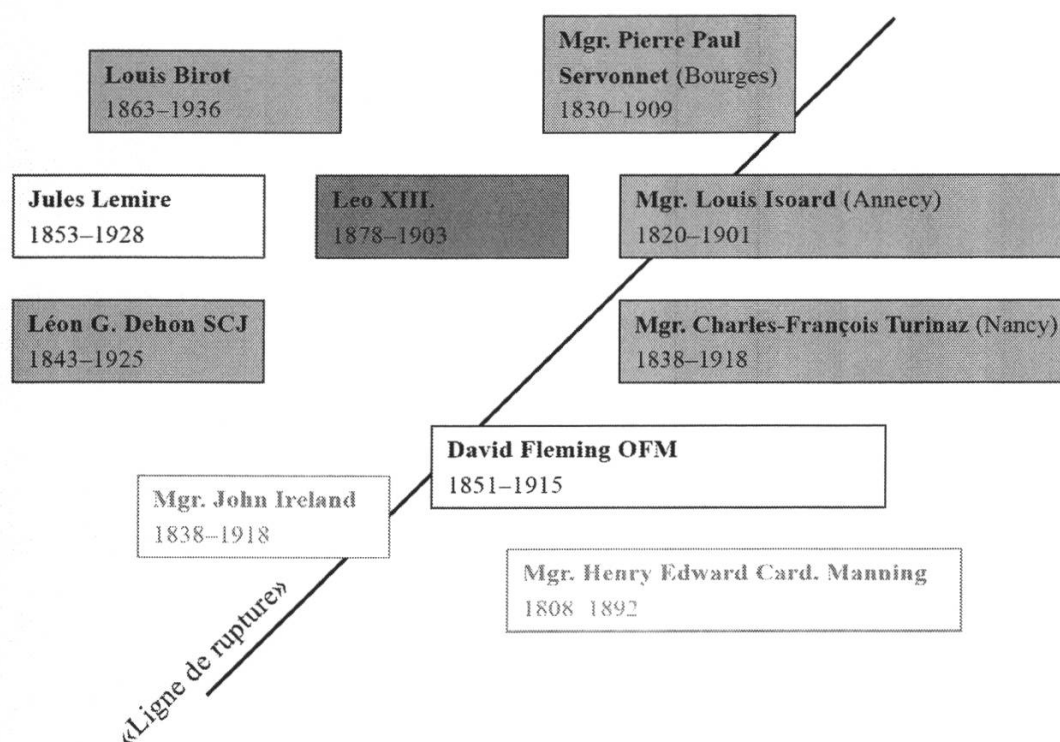 Mgr. Pierre Paul
Servonnet (Bourges)
1830–1909
Louis Birot
1863–1936
Jules Lemire
1853–1928
Leo XIII.
1878–1903
Mgr. Louis Isoard (Annecy)
1820–1901
Léon G. Dehon SCJ
1843–1925
Mgr. Charles-François Turinaz (Nancy)
1838–1918
David Fleming OFM
1851–1915
Mgr. John Ireland
1838–1918
Mgr. Henry Edward Card. Manning
1808 1892
«Ligne de rupture»